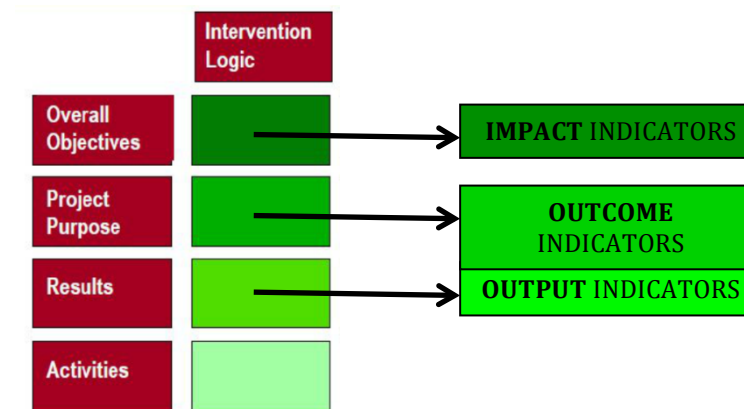 Intervention
Logic
Overall
Objectives
IMPACT INDICATORS
Project
Purpose
OUTCOME
INDICATORS
Results
OUTPUT INDICATORS
Activities